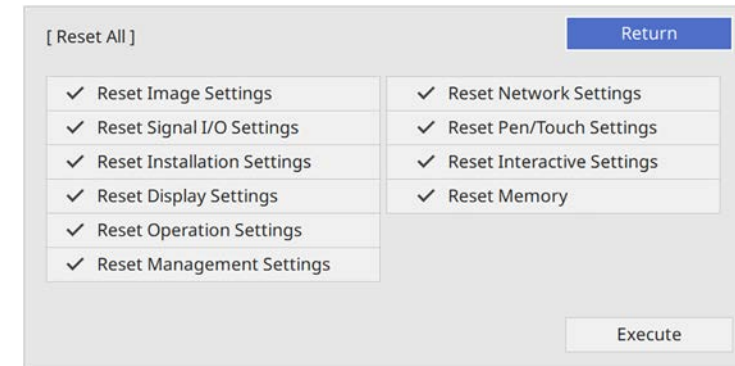 [ Reset All ]
Return
Reset Image Settings
Reset Signal I/O Settings
Reset Installation Settings
Reset Display Settings
Reset Operation Settings
Reset Management Settings
Reset Network Settings
Reset Pen/Touch Settings
Reset Interactive Settings
Reset Memory
Execute